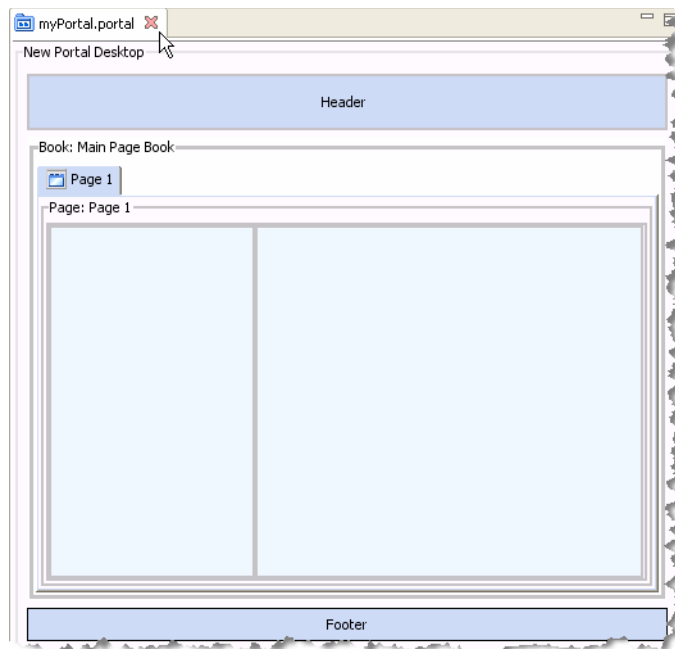 myPortal.portal
New Portal Desktop
Header
Book: Main Page Book
Page 1
Page: Page 1
Footer